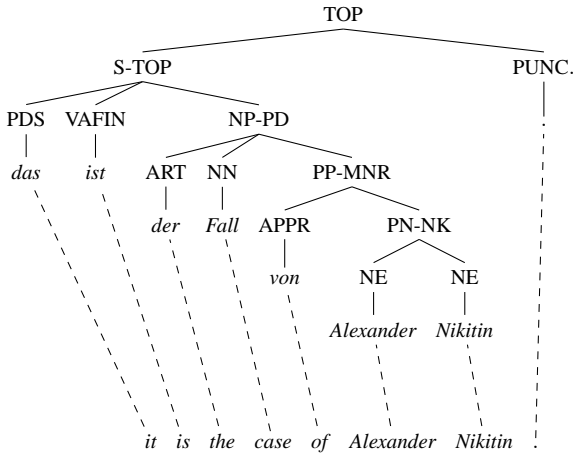 TOP
S-TOP PUNC.
PDS VAFIN NP-PD .
das ist ART NN PP-MNR
der Fall APPR PN-NK
von NE NE
Alexander Nikitin
it is the case of Alexander Nikitin .